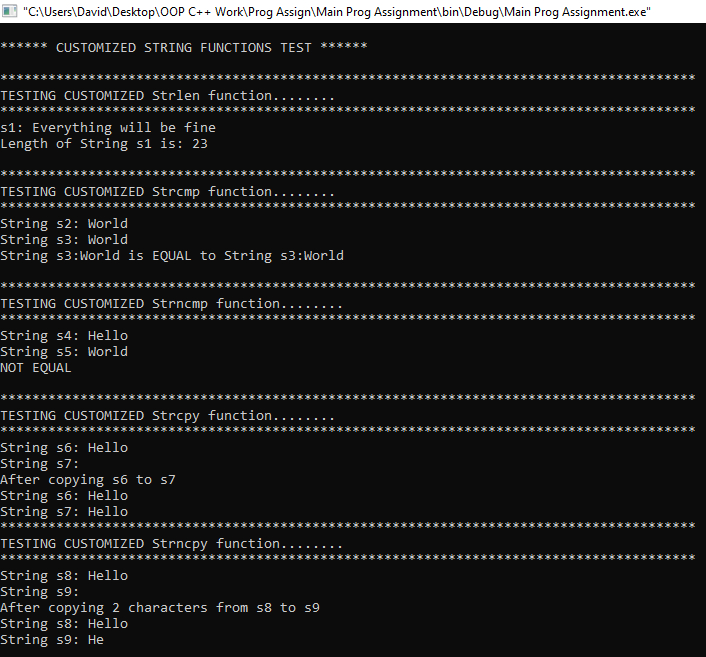 "C:\Users\David\Desktop\OOP C++ Work\Prog Assign\Main Prog Assignment\bin\Debug\Main Prog Assignment.exe"
****** CUSTOMIZED STRING FUNCTIONS TEST ******
***************************************************************************************
TESTING CUSTOMIZED Strlen function........
***************************************************************************************
s1: Everything will be fine
Length of String s1 is: 23
***************************************************************************************
TESTING CUSTOMIZED Strcmp function........
***************************************************************************************
String s2: World
String s3: World
String s3:World is EQUAL to String s3:World
***************************************************************************************
TESTING CUSTOMIZED Strncmp function........
***************************************************************************************
String s4: Hello
String s5: World
NOT EQUAL
***************************************************************************************
TESTING CUSTOMIZED Strcpy function........
***************************************************************************************
String s6: Hello
String s7:
After copying s6 to s7
String s6: Hello
String s7: Hello
***************************************************************************************
TESTING CUSTOMIZED Strncpy function........
***************************************************************************************
String s8: Hello
String s9:
After copying 2 characters from s8 to s9
String s8: Hello
String s9: He